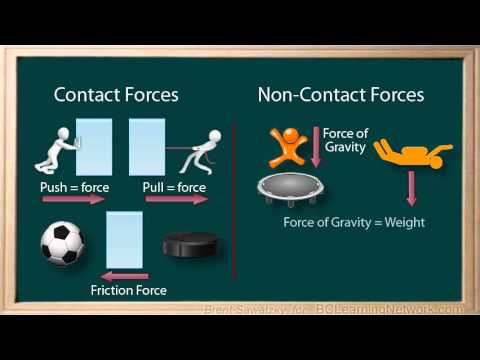 Contact Forces
Push = force
Pull = force
Friction Force
Non-Contact Forces
Force of
Gravity
Force of Gravity = Weight
Brent Sawatzky, for BCLearningNetwork.com